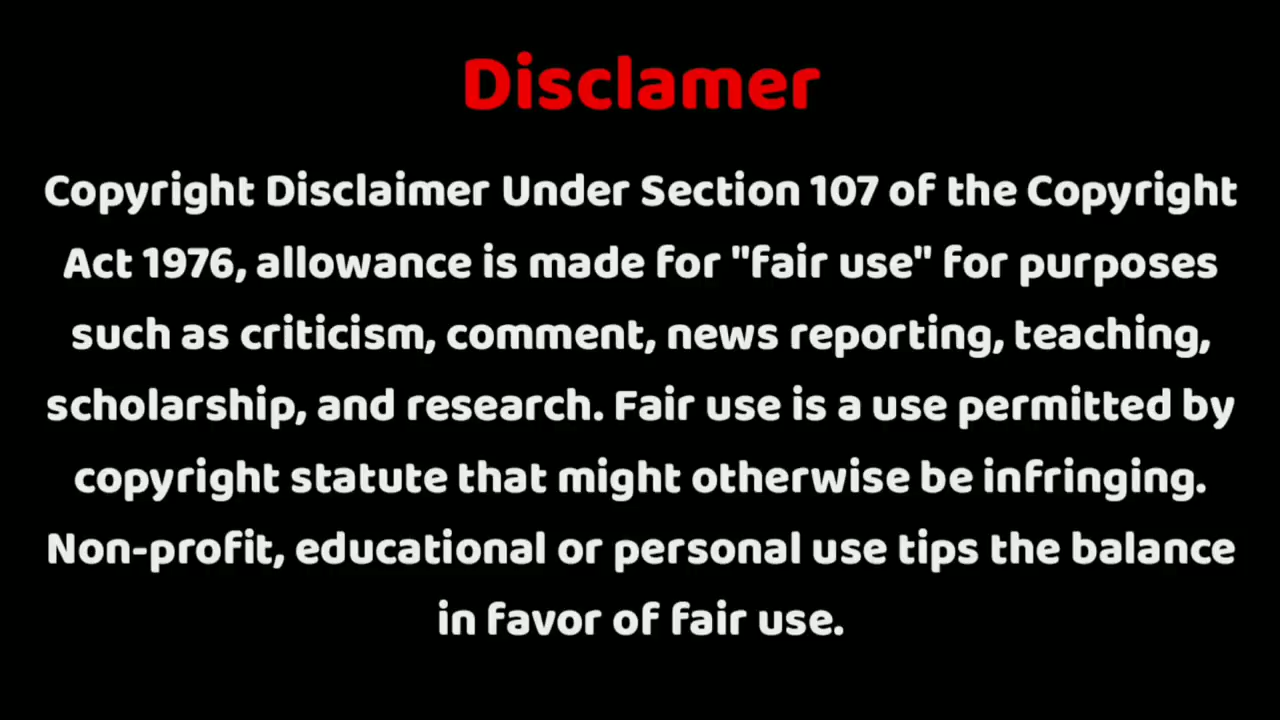 Disclamer
Copyright Disclaimer Under Section 107 of the Copyright
Act 1976, allowance is made for "fair use" for purposes
such as criticism, comment, news reporting, teaching,
scholarship, and research. Fair use is a use permitted by
copyright statute that might otherwise be infringing.
Non-profit, educational or personal use tips the balance
in favor of fair use.